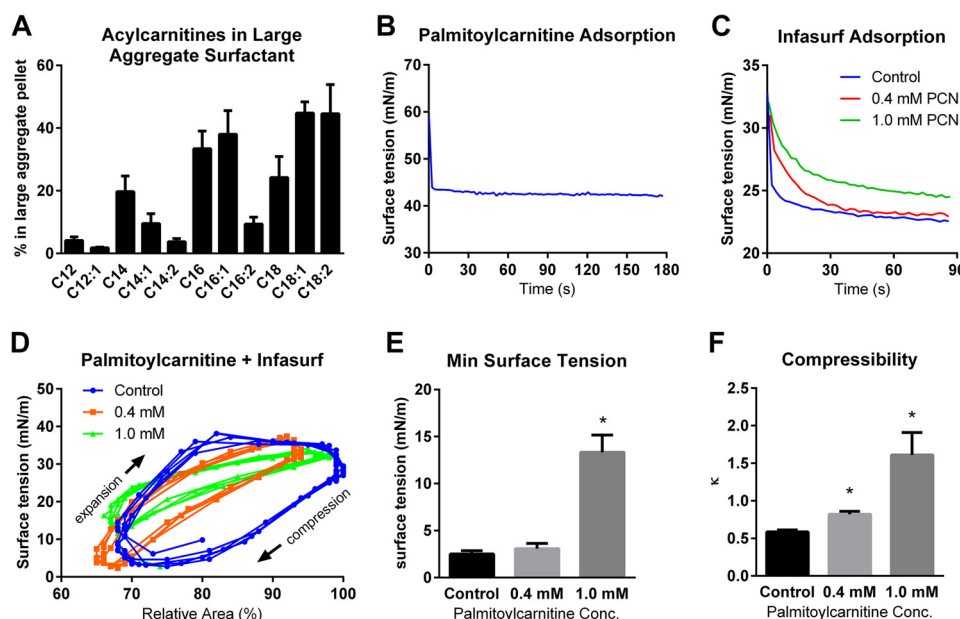 A
Acylcarnitines in Large
Aggregate Surfactant
% in large aggregate pellet
60
40
20
0
C12
C12:1
C14
C14:1
C14:2
C16
C16:1
C16:2
C18
C18:1
C18:2
B
Palmitoylcarnitine Adsorption
Surface tension (mN/m)
70
60
50
40
30
0 30 60 90 120 150 180
Time (s)
C
Infasurf Adsorption
Surface tension (mN/m)
35
30
25
20
Control
0.4 mM PCN
1.0 mM PCN
0 30 60 90
Time (s)
D
Palmitoylcarnitine + Infasurf
Surface tension (mN/m)
50
40
30
20
10
0
Control
0.4 mM
1.0 mM
expansion
compression
60 70 80 90 100
Relative Area (%)
E
Min Surface Tension
surface tension (mN/m)
20
15
10
5
0
*
Control 0.4 mM 1.0 mM
Palmitoylcarnitine Conc.
F
Compressibility
κ
2.5
2.0
1.5
1.0
0.5
0.0
*
*
Control 0.4 mM 1.0 mM
Palmitoylcarnitine Conc.